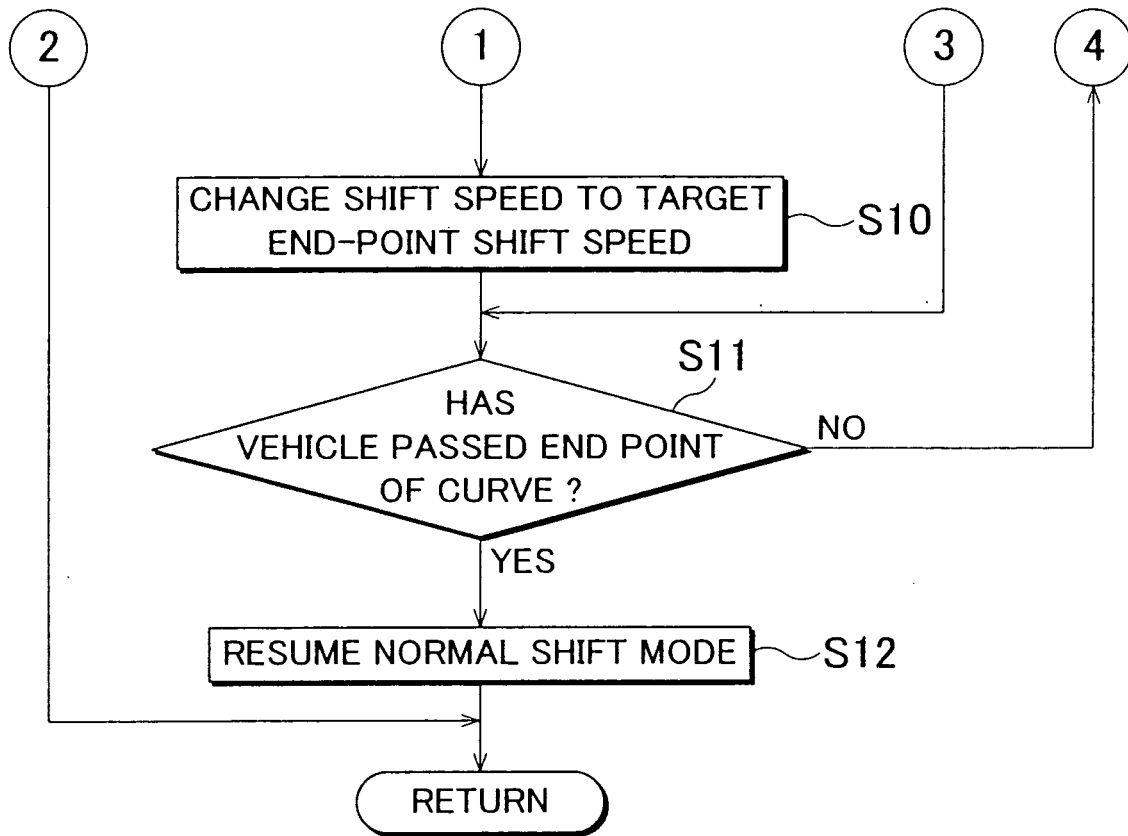 2
1
3
4
CHANGE SHIFT SPEED TO TARGET
END-POINT SHIFT SPEED
S10
S11
HAS
VEHICLE PASSED END POINT
OF CURVE ?
NO
YES
RESUME NORMAL SHIFT MODE
S12
RETURN